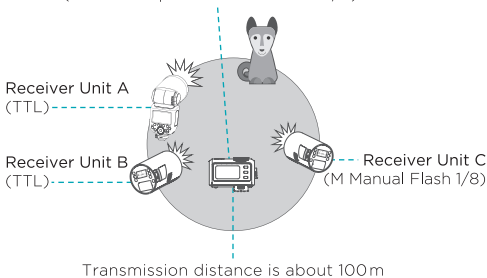 Receiver Unit A
(TTL)
Receiver Unit B
(TTL)
Receiver Unit C
(M Manual Flash 1/8)
Transmission distance is about 100m